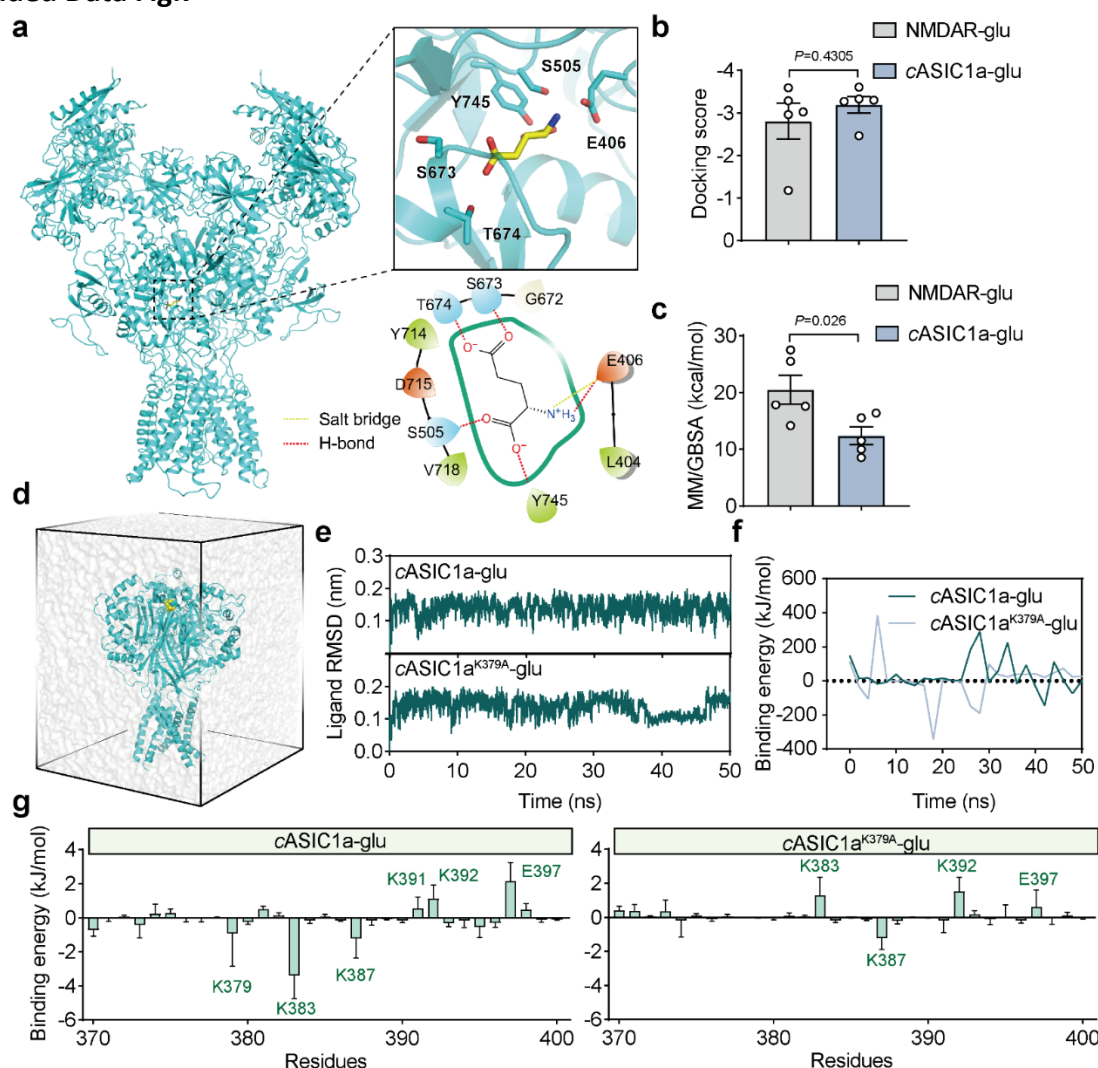 a
S505
Y745
E406
S673
T674
S673
T674
G672
Y714
E406
D715
S505
V718
L404
Y745
O⁻
O
O
O⁻
N⁺H₃
Salt bridge
H-bond
b
NMDAR-glu
cASIC1a-glu
P=0.4305
Docking score
-4
-3
-2
-1
c
NMDAR-glu
cASIC1a-glu
P=0.026
MM/GBSA (kcal/mol)
30
20
10
0
d
e
Ligand RMSD (nm)
cASIC1a-glu
0.3
0.2
0.1
cASIC1aK379A-glu
0.2
0.1
0.0
0 10 20 30 40 50
Time (ns)
f
Binding energy (kJ/mol)
cASIC1a-glu
cASIC1aK379A-glu
600
400
200
0
-200
-400
0 10 20 30 40 50
Time (ns)
g
Binding energy (kJ/mol)
cASIC1a-glu
4
2
0
-2
-4
-6
K391
K392
E397
K379
K383
K387
370 380 390 400
Residues
cASIC1aK379A-glu
4
2
0
-2
-4
-6
K383
K392
E397
K387
370 380 390 400
Residues